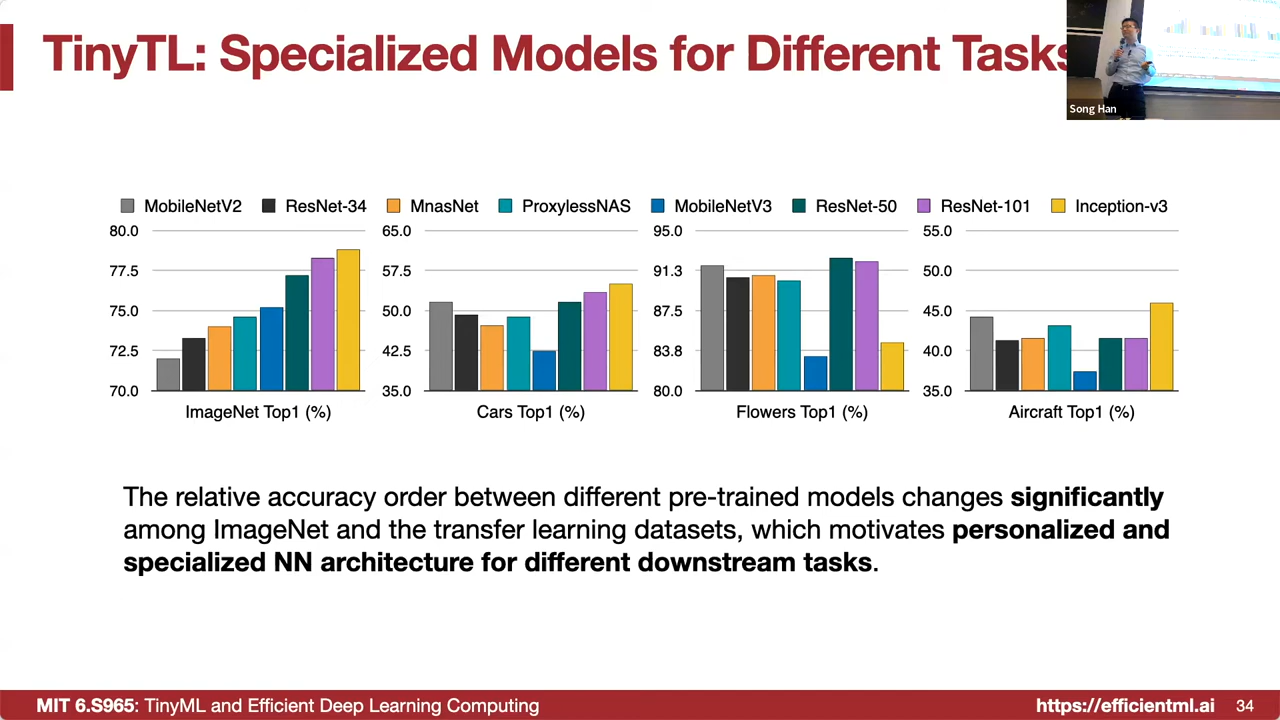 TinyTL: Specialized Models for Different Tasks
Song Han
MobileNetV2 ResNet-34 MnasNet ProxylessNAS MobileNetV3 ResNet-50 ResNet-101 Inception-v3
80.0
77.5
75.0
72.5
70.0
ImageNet Top1 (%)
65.0
57.5
50.0
42.5
35.0
Cars Top1 (%)
95.0
91.3
87.5
83.8
80.0
Flowers Top1 (%)
55.0
50.0
45.0
40.0
35.0
Aircraft Top1 (%)
The relative accuracy order between different pre-trained models changes significantly
among ImageNet and the transfer learning datasets, which motivates personalized and
specialized NN architecture for different downstream tasks.
MIT 6.S965: TinyML and Efficient Deep Learning Computing
https://efficientml.ai 34